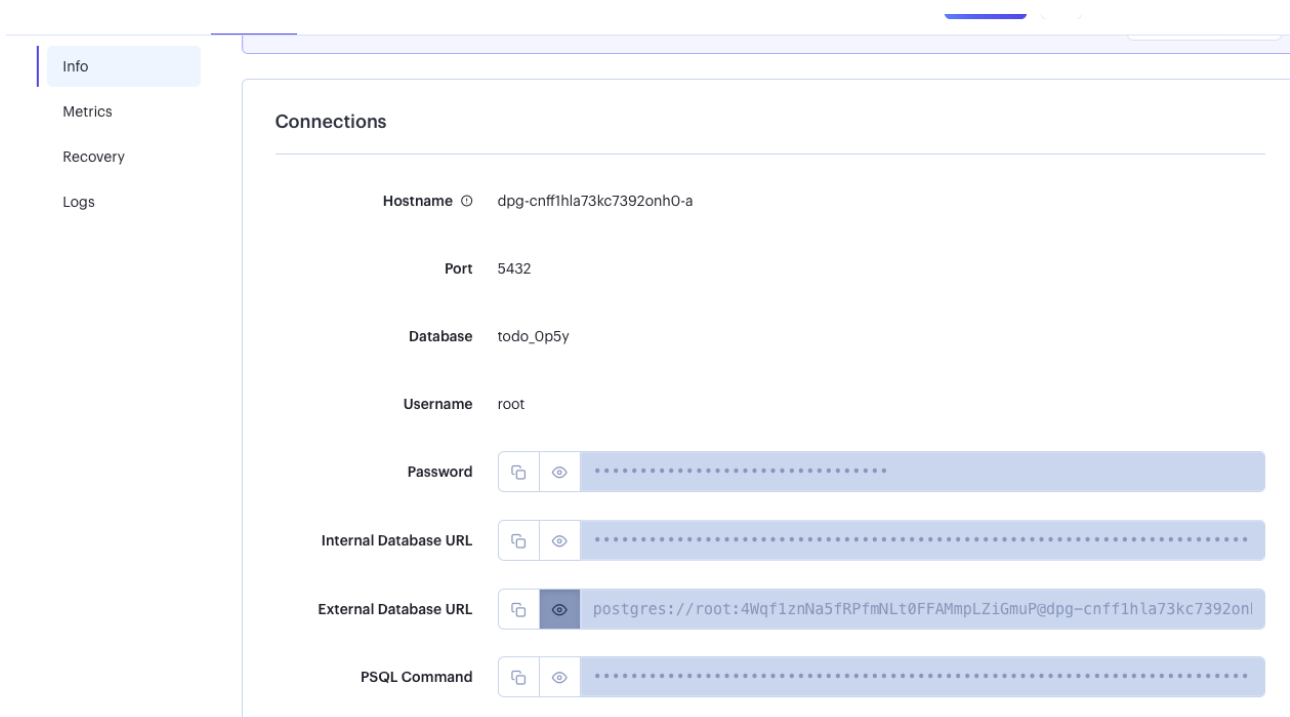 Info
Metrics
Recovery
Logs
Connections
Hostname dpg-cnff1hla73kc7392onh0-a
Port 5432
Database todo_0p5y
Username root
Password ••••••••••••••••••••••••••••••••
Internal Database URL ••••••••••••••••••••••••••••••••••••••••••••••••••••••••••••••••••••••••
External Database URL postgres://root:4Wqf1znNa5fRPfmNLt0FFAMmpLZiGmuP@dpg-cnff1hla73kc7392on
PSQL Command ••••••••••••••••••••••••••••••••••••••••••••••••••••••••••••••••••••••••